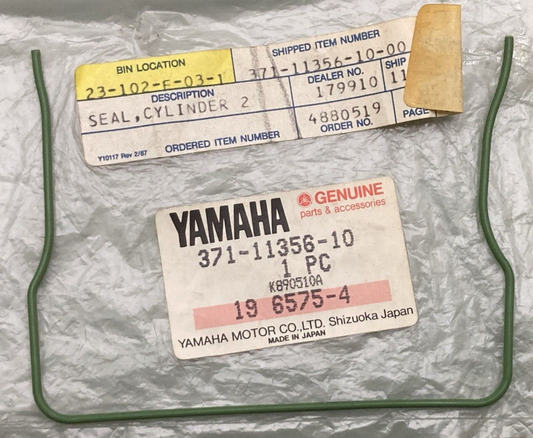 BIN LOCATION
SHIPPED ITEM NUMBER
23-102-E-03-1
371-11356-10-00
DESCRIPTION
DEALER NO.
SHIP
SEAL,CYLINDER 2
179910
11
4880519
ORDERED ITEM NUMBER
ORDER NO.
PAGE
Y10117 Rev 2/87
YAMAHA
GENUINE
parts & accessories
371-11356-10
1 PC
K890510A
19 6575-4
YAMAHA MOTOR CO.,LTD. Shizuoka Japan
MADE IN JAPAN